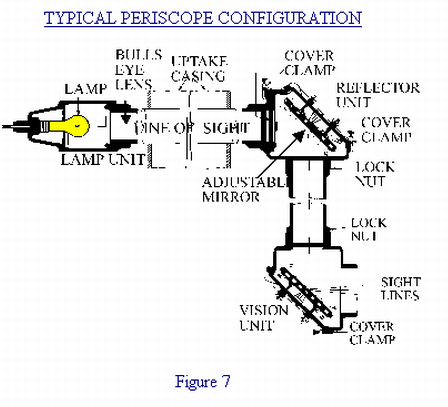 TYPICAL PERISCOPE CONFIGURATION
BULLS
EYE
LENS
UPTAKE
CASING
COVER
CLAMP
LAMP
REFLECTOR
UNIT
LINE OF SIGHT
COVER
CLAMP
LAMP UNIT
ADJUSTABLE
MIRROR
LOCK
NUT
LOCK
NUT
SIGHT
LINES
VISION
UNIT
COVER
CLAMP
Figure 7